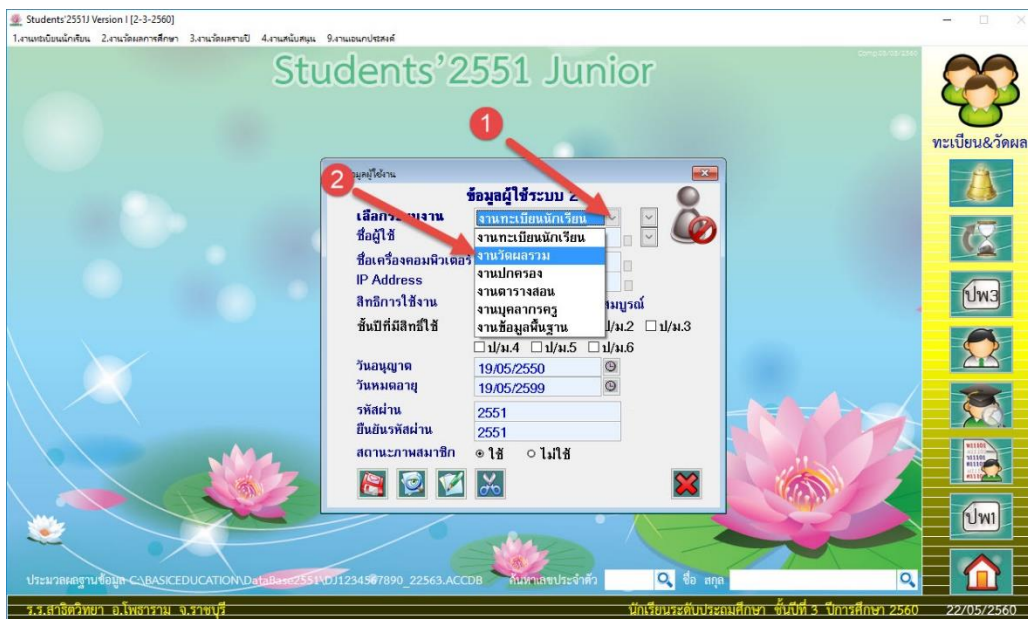 Students'2551J Version I [2-3-2560]
1.งานทะเบียนนักเรียน 2.งานวัดผลการศึกษา 3.งานวัดผลรายปี 4.งานสนับสนุน 9.งานเอนกประสงค์
Students'2551 Junior
ทะเบียน&วัดผล
1
2
ข้อมูลผู้ใช้ระบบ
งานทะเบียนนักเรียน
ชื่อผู้ใช้
งานทะเบียนนักเรียน
ชื่อเครื่องคอมพิวเตอร์
งานวัดผลรวม
งานปกครอง
IP Address
งานตารางสอน
สิทธิการใช้งาน
งานบุคลากรครู
ชั้นปีที่มีสิทธิ์ใช้
งานข้อมูลพื้นฐาน
ป/ม.3
ป/ม.4 ป/ม.5 ป/ม.6
วันอนุญาต 19/05/2550
วันหมดอายุ 19/05/2599
รหัสผ่าน 2551
ยืนยันรหัสผ่าน 2551
สถานะภาพสมาชิก ใช้ ไม่ใช้
ปพ3
ปพ1
ประมวลผลฐานข้อมูล C:\BASICEDUCATION\DataBase2551\DJ1234567890_22563.ACCDB ค้นหาเลขประจำตัว ชื่อ สกุล
ร.ร.สาธิตวิทยา อ.โพธาราม จ.ราชบุรี นักเรียนระดับประถมศึกษา ชั้นปีที่ 3 ปีการศึกษา 2560 22/05/2560